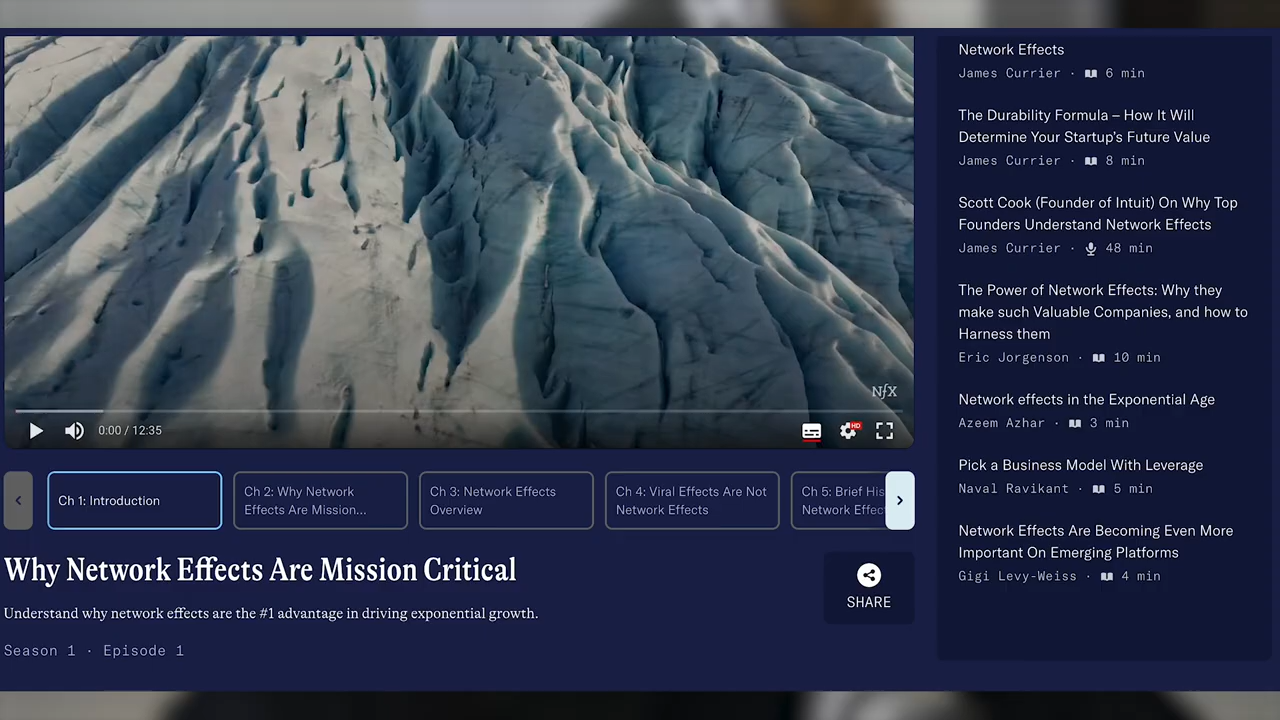 NfX
0:00 / 12:35
HD
Ch 1: Introduction
Ch 2: Why Network
Effects Are Mission...
Ch 3: Network Effects
Overview
Ch 4: Viral Effects Are Not
Network Effects
Ch 5: Brief His
Network Effec
Why Network Effects Are Mission Critical
Understand why network effects are the #1 advantage in driving exponential growth.
Season 1 · Episode 1
SHARE
Network Effects
James Currier · 6 min
The Durability Formula – How It Will
Determine Your Startup's Future Value
James Currier · 8 min
Scott Cook (Founder of Intuit) On Why Top
Founders Understand Network Effects
James Currier · 48 min
The Power of Network Effects: Why they
make such Valuable Companies, and how to
Harness them
Eric Jorgenson · 10 min
Network effects in the Exponential Age
Azeem Azhar · 3 min
Pick a Business Model With Leverage
Naval Ravikant · 5 min
Network Effects Are Becoming Even More
Important On Emerging Platforms
Gigi Levy-Weiss · 4 min